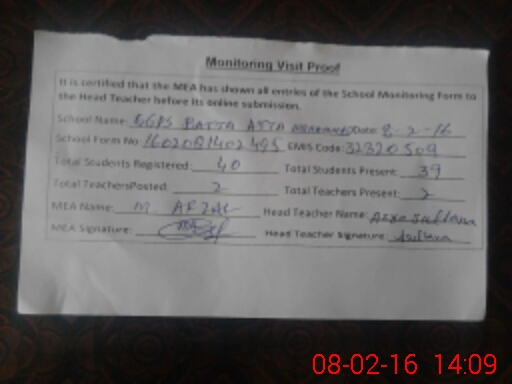 Monitoring Visit Proof
It is certified that the MEA has shown all entries of the School Monitoring Form to
the Head Teacher before its online submission.
School Name: GGPS BATTA ATTA Date: 8-2-16
School Form No: EMIS Code: 32320509
Total Students Registered: 40 Total Students Present: 39
Total TeachersPosted: 2 Total Teachers Present: 2
MEA Name: M. AFZAL Head Teacher Name:
MEA Signature: Head Teacher Signature:
08-02-16 14:09